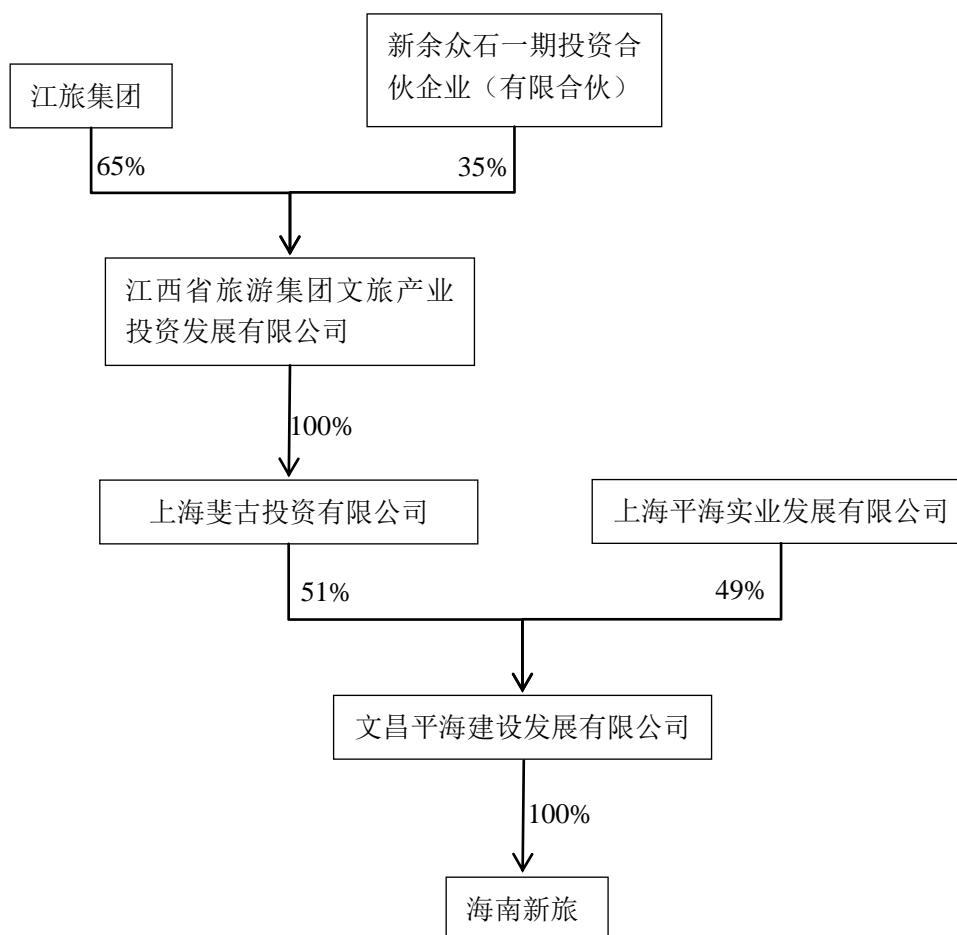 新余众石一期投资合
伙企业（有限合伙）
江旅集团
65%
35%
江西省旅游集团文旅产业
投资发展有限公司
100%
上海斐古投资有限公司
上海平海实业发展有限公司
51%
49%
文昌平海建设发展有限公司
100%
海南新旅